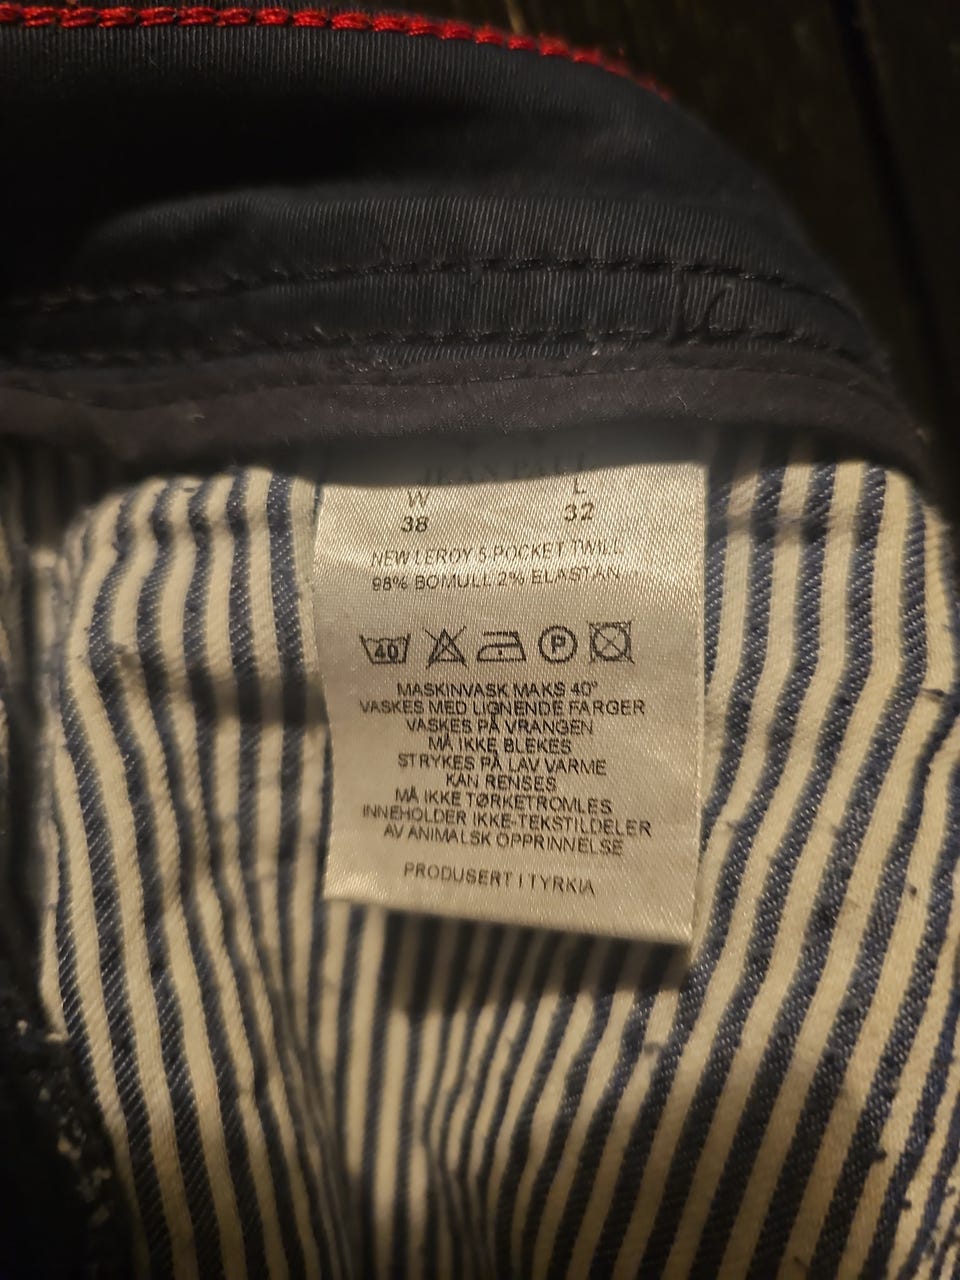 JEAN PAUL
W L
38 32
NEW LEROY 5 POCKET TWILL
98% BOMULL 2% ELASTAN
40 P
MASKINVASK MAKS 40°
VASKES MED LIGNENDE FARGER
VASKES PÅ VRANGEN
MÅ IKKE BLEKES
STRYKES PÅ LAV VARME
KAN RENSES
MÅ IKKE TØRKETROMLES
INNEHOLDER IKKE-TEKSTILDELER
AV ANIMALSK OPPRINNELSE
PRODUSERT I TYRKIA